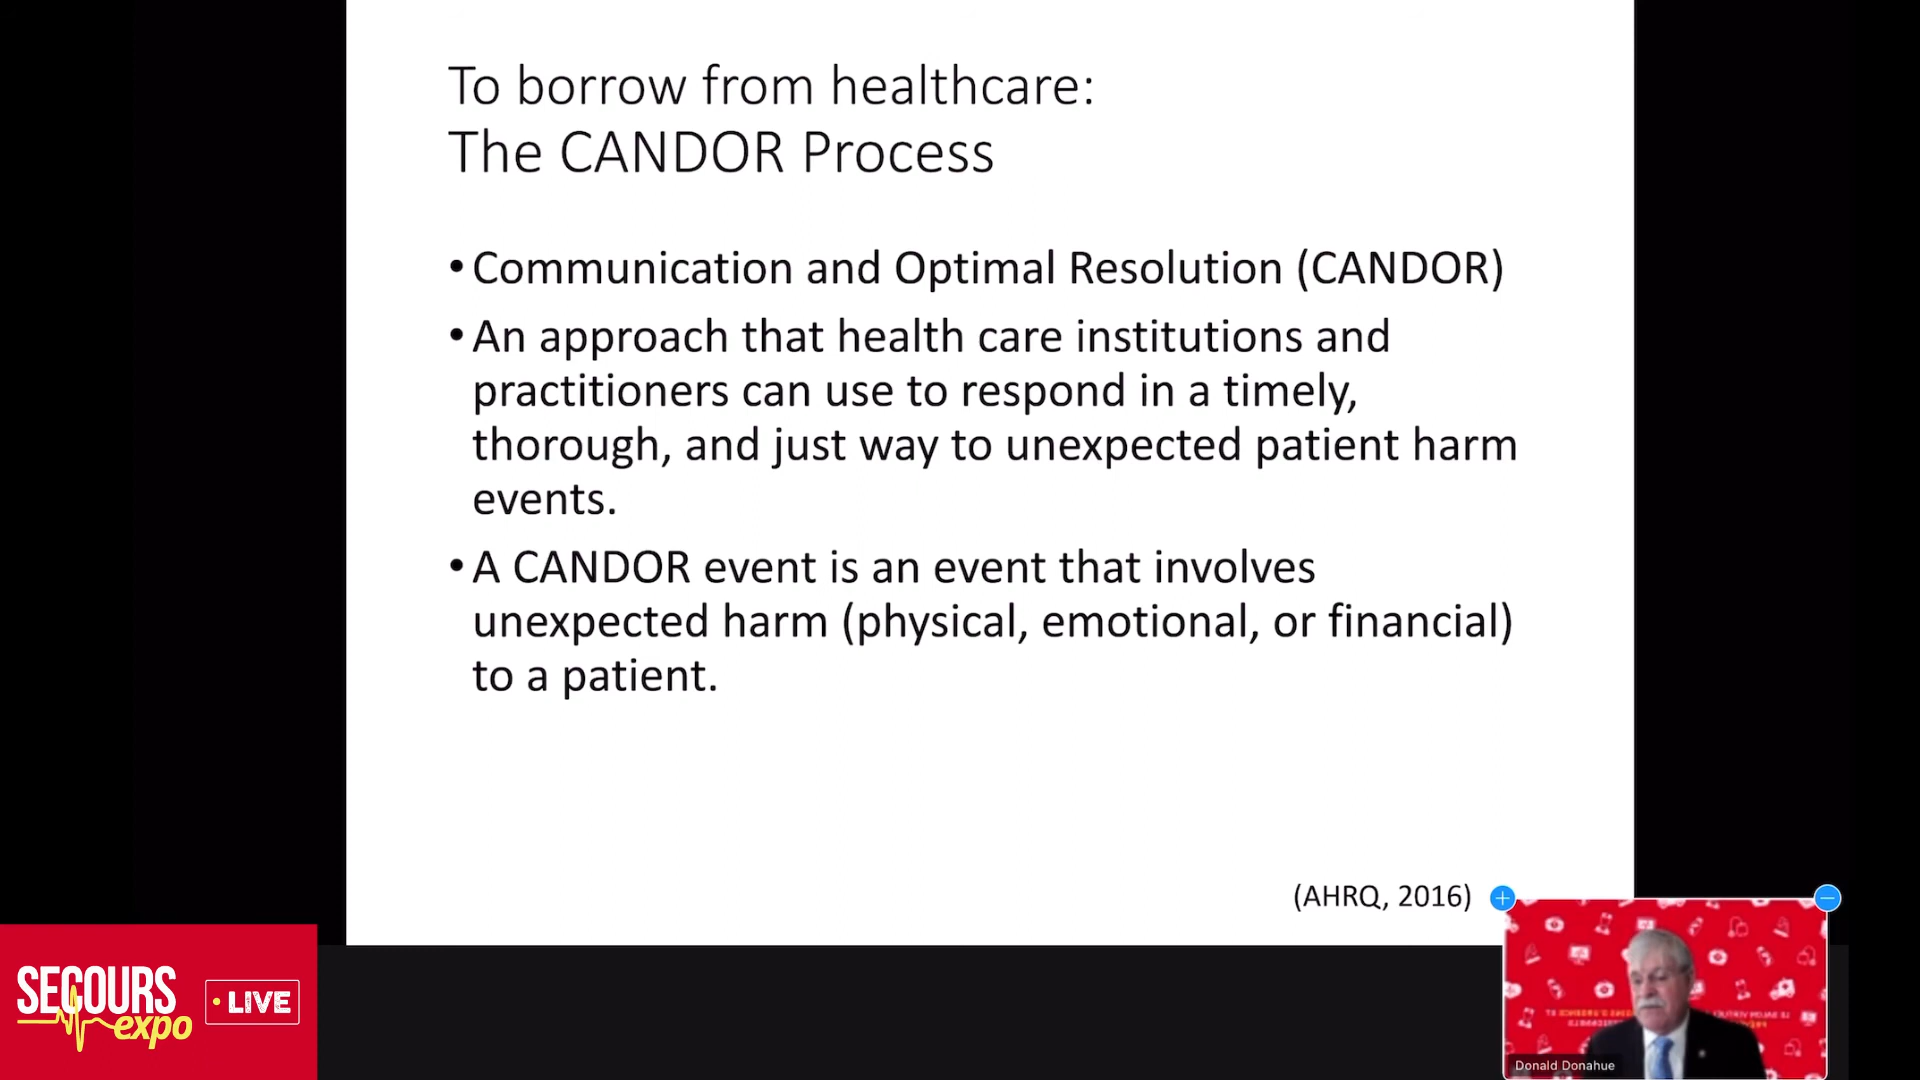 To borrow from healthcare:
The CANDOR Process
• Communication and Optimal Resolution (CANDOR)
• An approach that health care institutions and
practitioners can use to respond in a timely,
thorough, and just way to unexpected patient harm
events.
• A CANDOR event is an event that involves
unexpected harm (physical, emotional, or financial)
to a patient.
(AHRQ, 2016)
SECOURS
expo
• LIVE
Donald Donahue